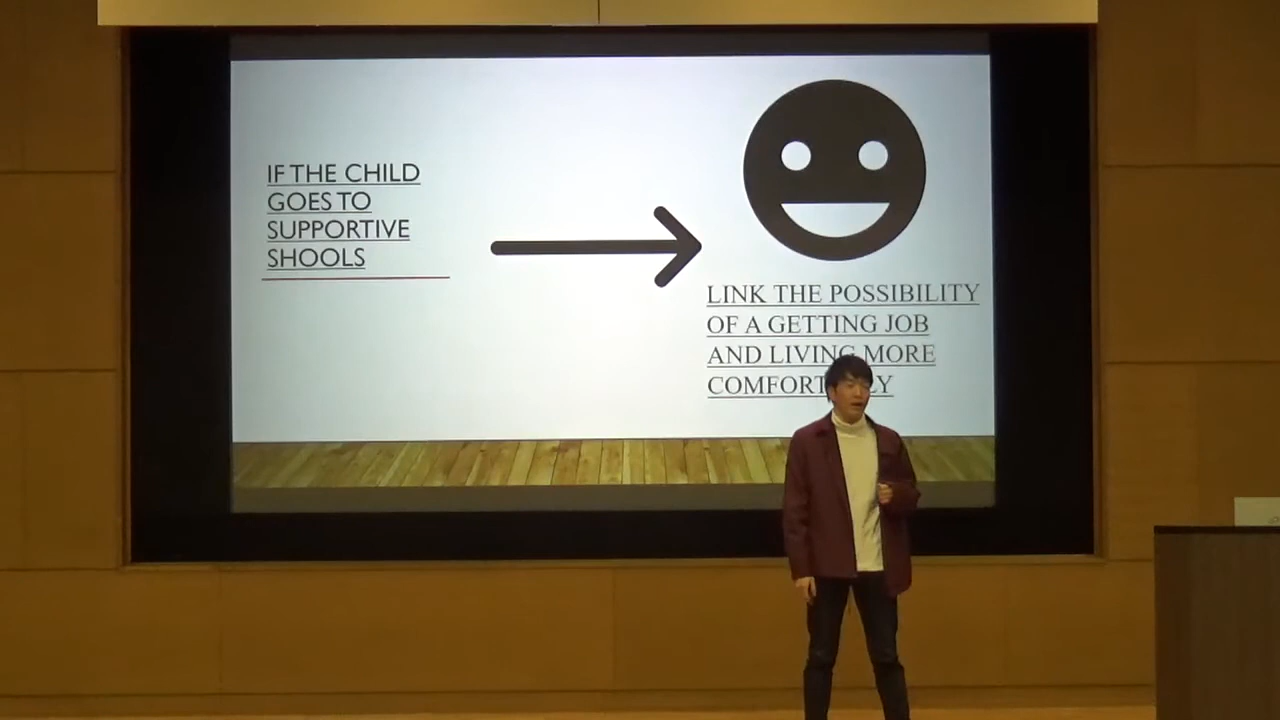 IF THE CHILD
GOES TO
SUPPORTIVE
SHOOLS
LINK THE POSSIBILITY
OF A GETTING JOB
AND LIVING MORE